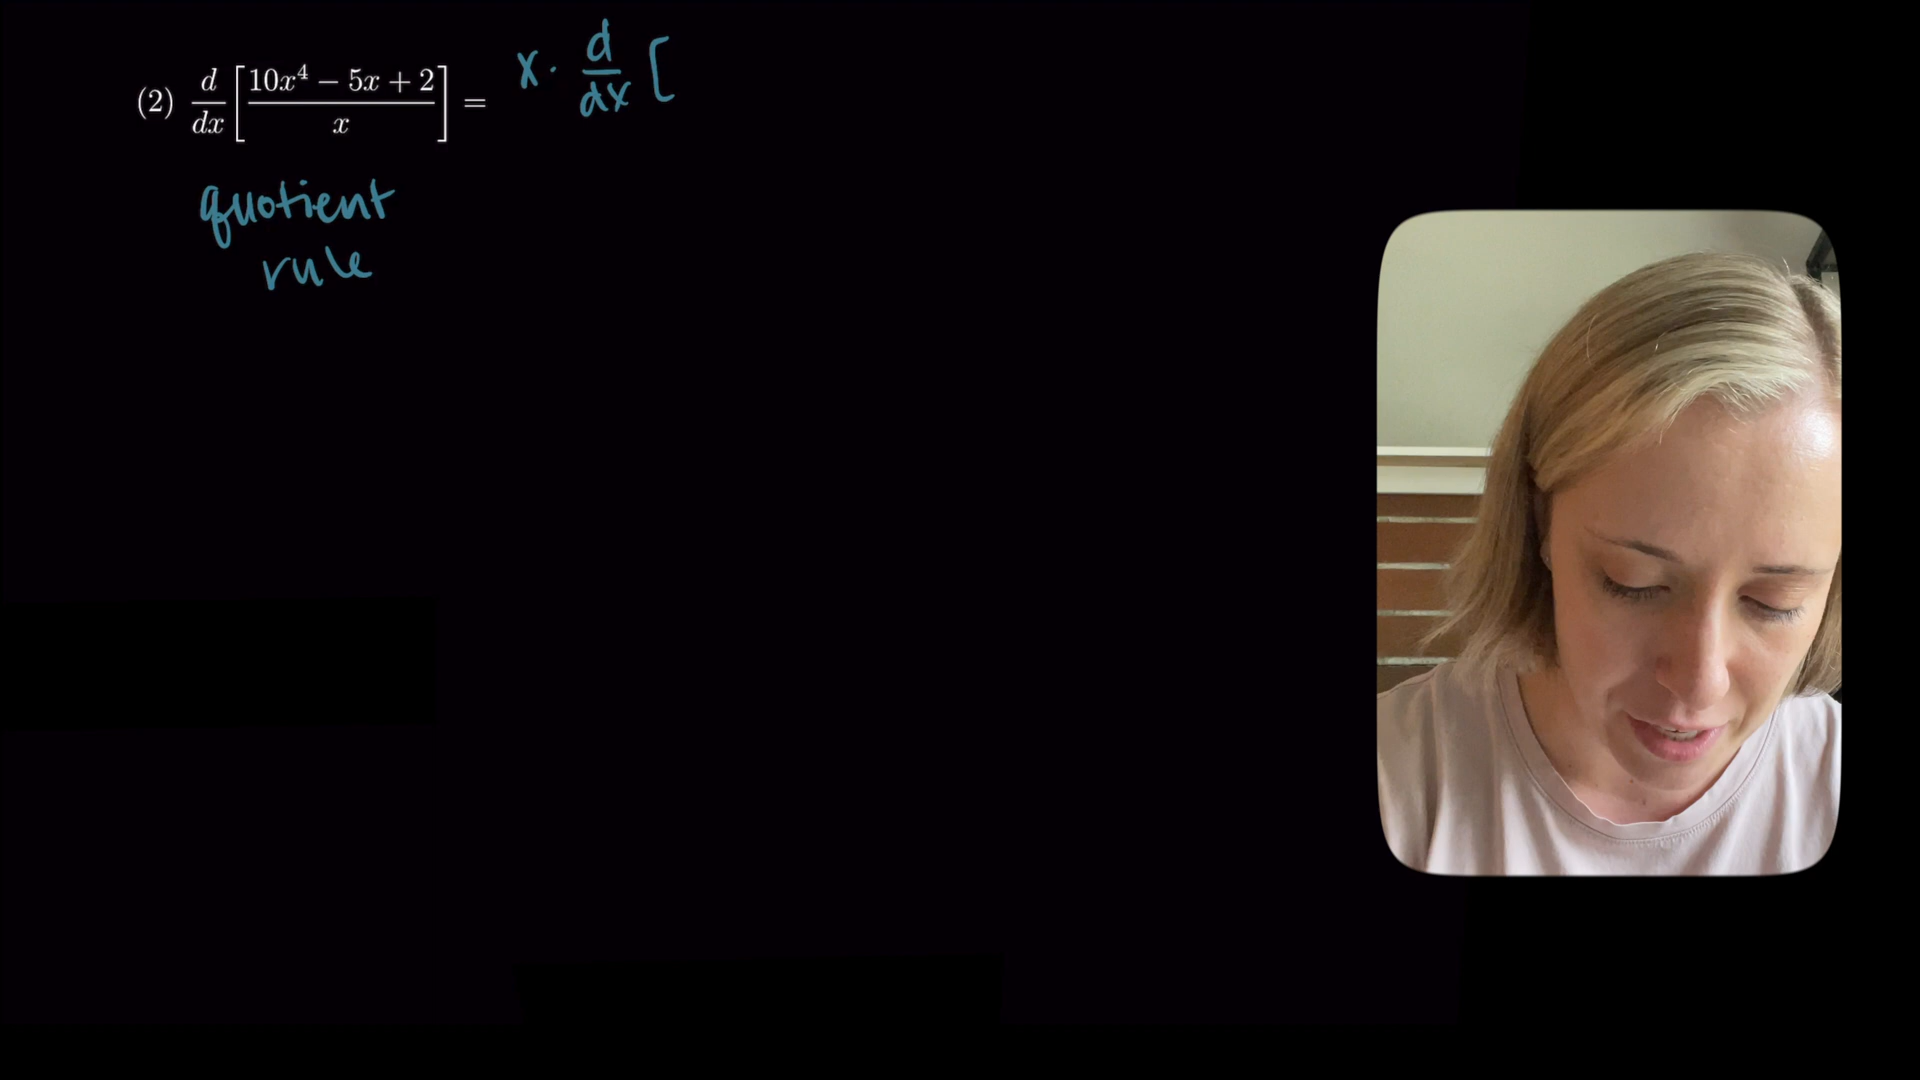 (2) d/dx [ (10x⁴ − 5x + 2)/x ] = x · d/dx [
quotient
rule